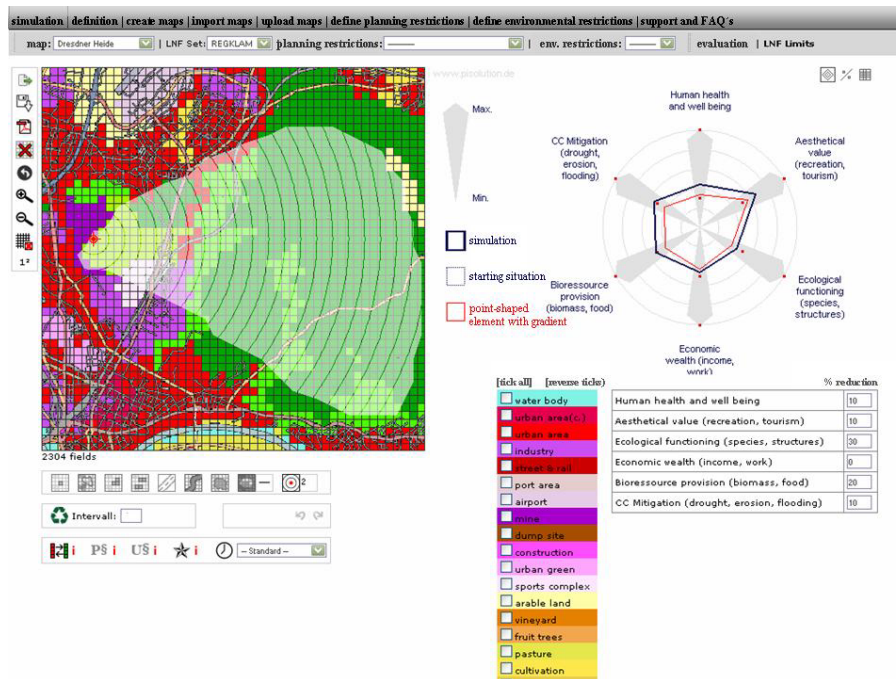 simulation | definition | create maps | import maps | upload maps | define planning restrictions | define environmental restrictions | support and FAQ´s
map: Dresdner Heide | LNF Set: REGKLAM planning restrictions: ——— | env. restrictions: ——— evaluation | LNF Limits
www.pisolution.de
Max.
Min.
simulation
starting situation
point-shaped
element with gradient
Human health
and well being
CC Mitigation
(drought,
erosion,
flooding)
Aesthetical
value
(recreation,
tourism)
Bioressource
provision
(biomass, food)
Ecological
functioning
(species,
structures)
Economic
wealth (income,
work)
1²
2304 fields
2
Intervall:
i P§ i U§ i i – Standard –
[tick all] [reverse ticks)
water body
urban area(c.)
urban area
industry
street & rail
port area
airport
mine
dump site
construction
urban green
sports complex
arable land
vineyard
fruit trees
pasture
cultivation
% reduction
Human health and well being 10
Aesthetical value (recreation, tourism) 10
Ecological functioning (species, structures) 30
Economic wealth (income, work) 0
Bioressource provision (biomass, food) 20
CC Mitigation (drought, erosion, flooding) 10